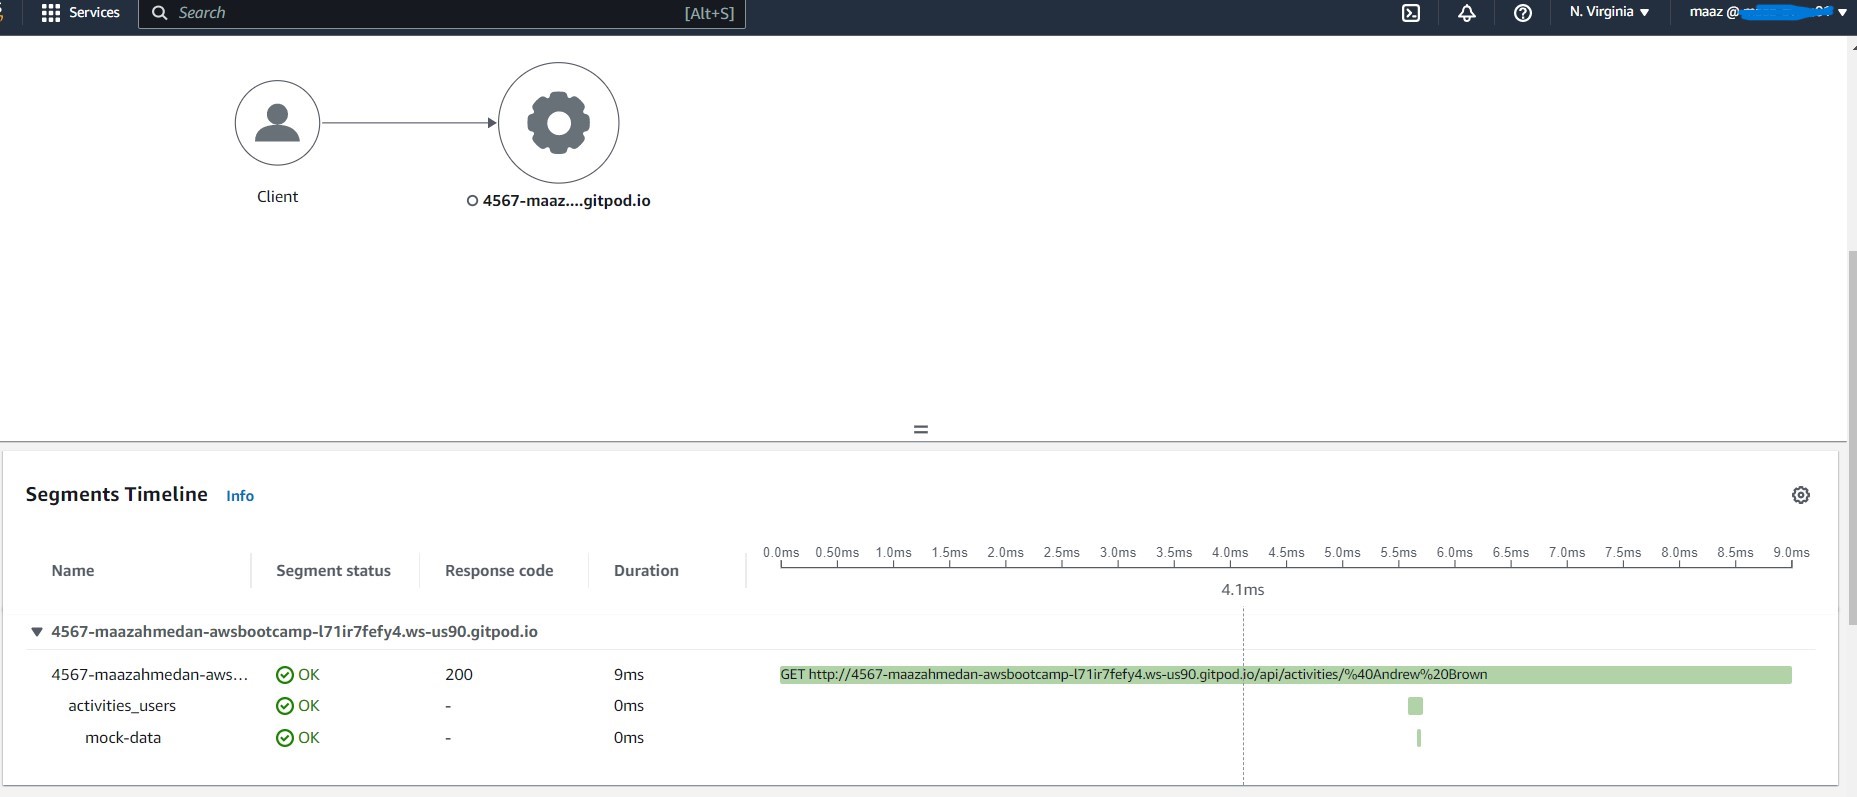 Services Search [Alt+S] N. Virginia maaz @
Client
4567-maaz....gitpod.io
Segments Timeline Info
0.0ms 0.50ms 1.0ms 1.5ms 2.0ms 2.5ms 3.0ms 3.5ms 4.0ms 4.5ms 5.0ms 5.5ms 6.0ms 6.5ms 7.0ms 7.5ms 8.0ms 8.5ms 9.0ms
Name Segment status Response code Duration
4.1ms
4567-maazahmedan-awsbootcamp-l71ir7fefy4.ws-us90.gitpod.io
4567-maazahmedan-aws... OK 200 9ms GET http://4567-maazahmedan-awsbootcamp-l71ir7fefy4.ws-us90.gitpod.io/api/activities/%40Andrew%20Brown
activities_users OK - 0ms
mock-data OK - 0ms